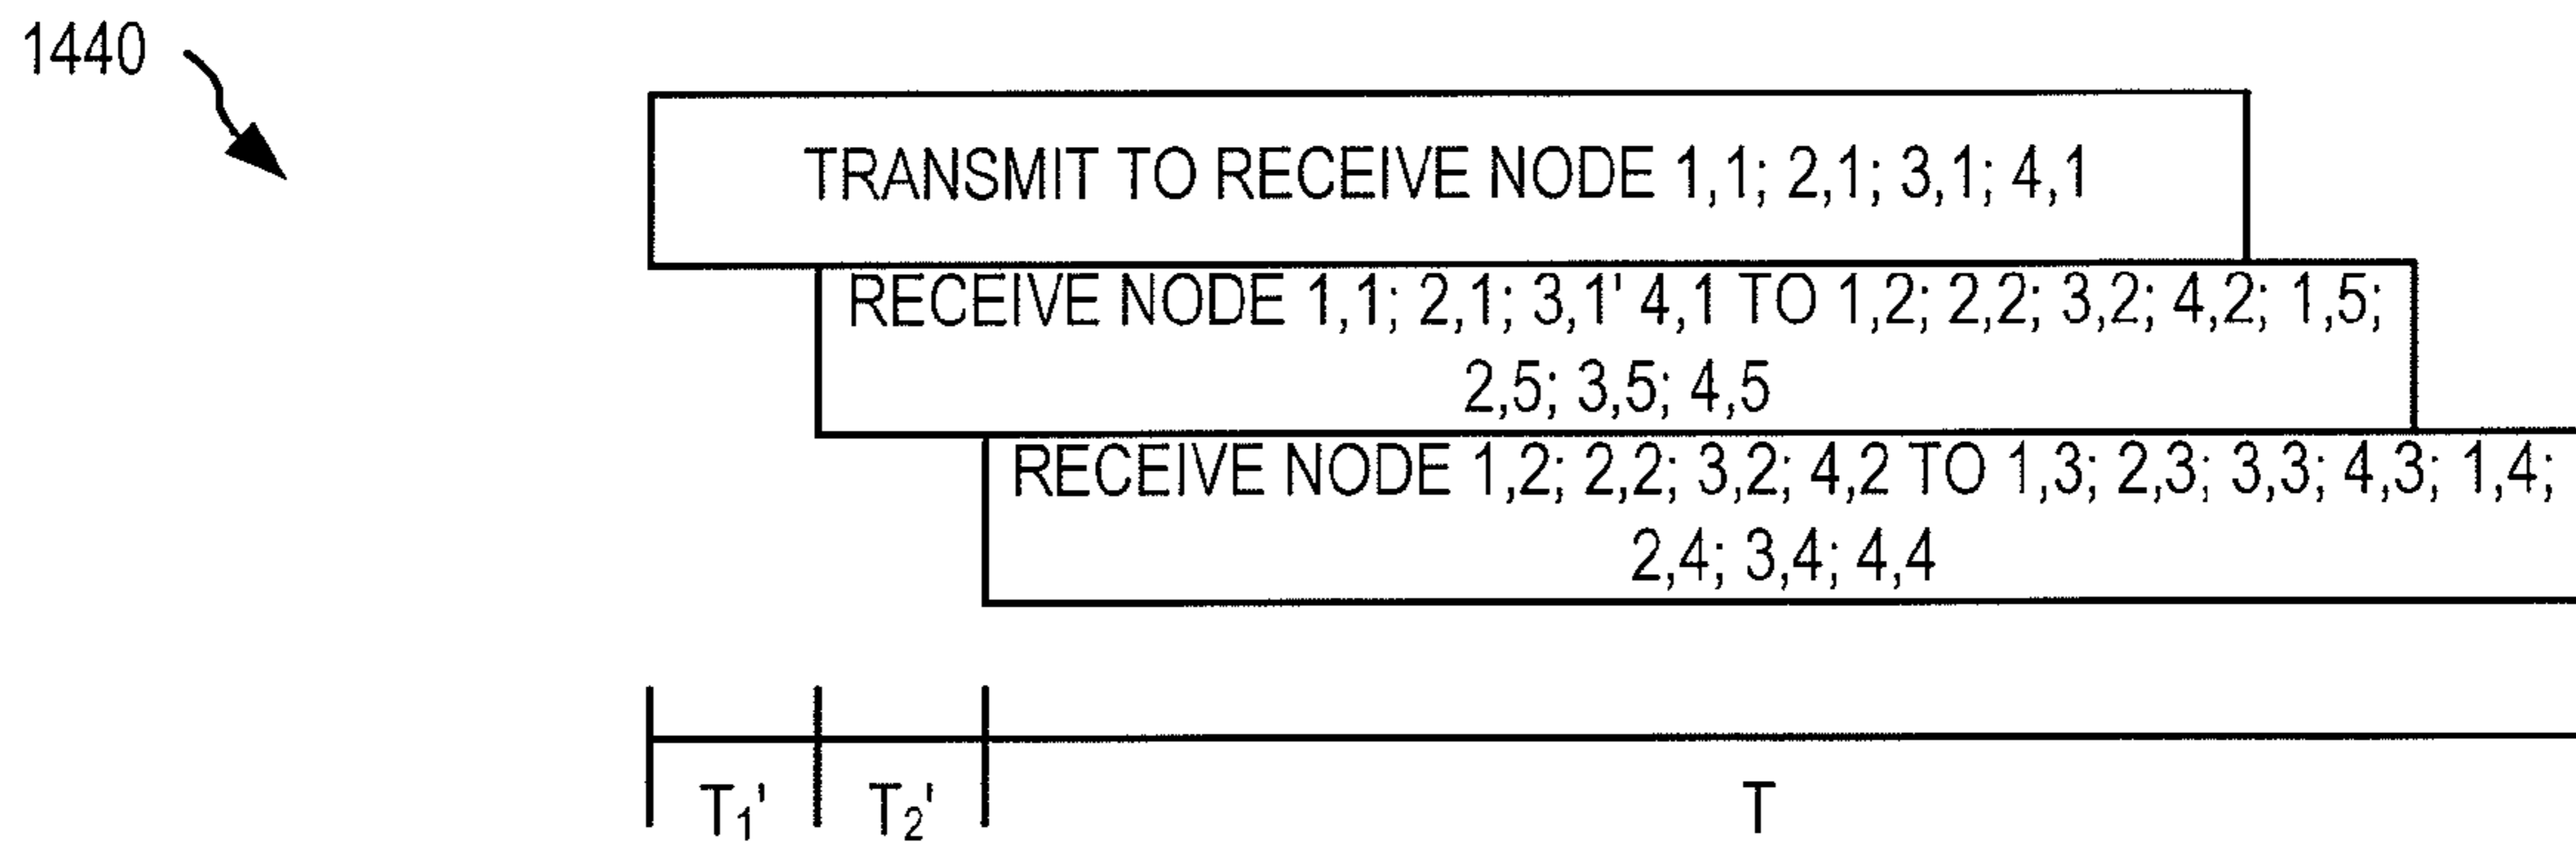 1440
TRANSMIT TO RECEIVE NODE 1,1; 2,1; 3,1; 4,1
RECEIVE NODE 1,1; 2,1; 3,1' 4,1 TO 1,2; 2,2; 3,2; 4,2; 1,5;
2,5; 3,5; 4,5
RECEIVE NODE 1,2; 2,2; 3,2; 4,2 TO 1,3; 2,3; 3,3; 4,3; 1,4;
2,4; 3,4; 4,4
T₁' T₂' T